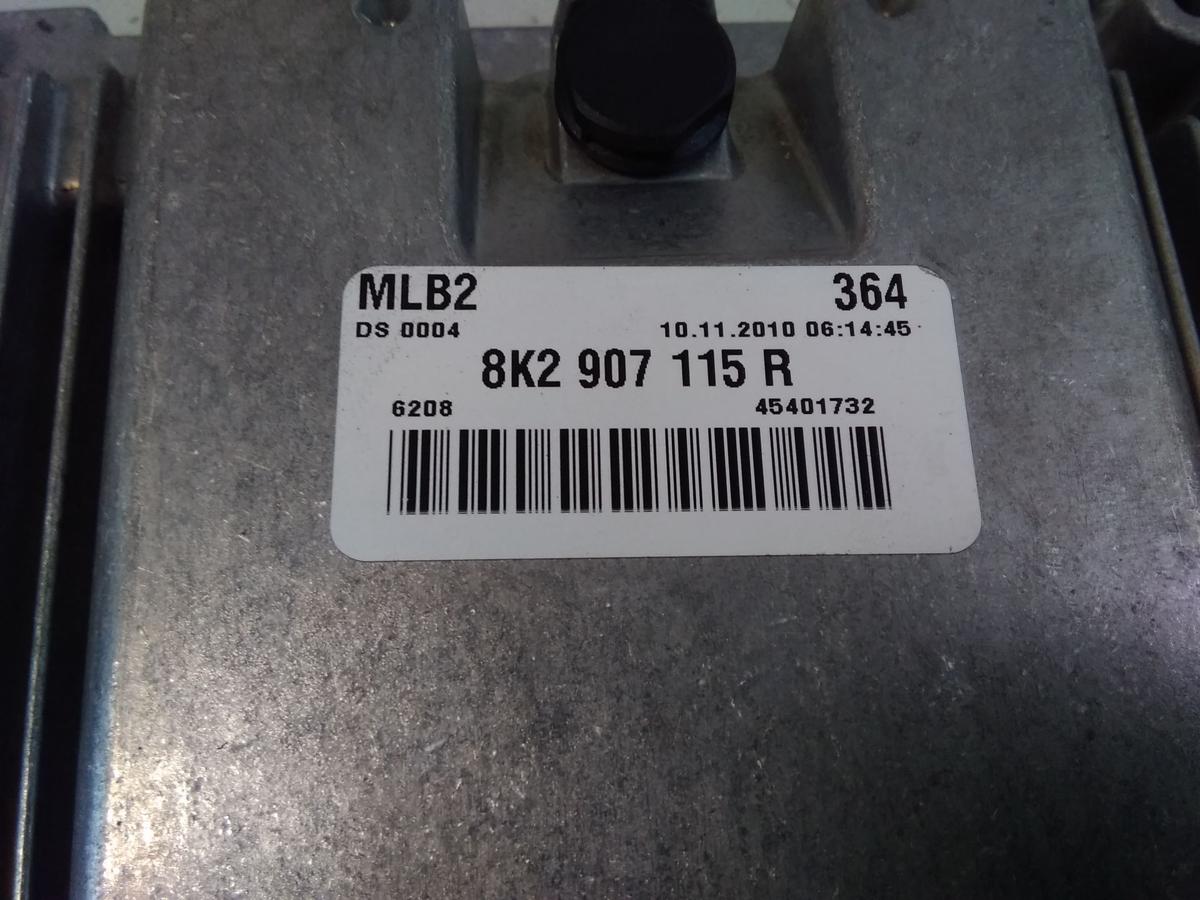 MLB2 364
DS 0004 10.11.2010 06:14:45
8K2 907 115 R
6208 45401732